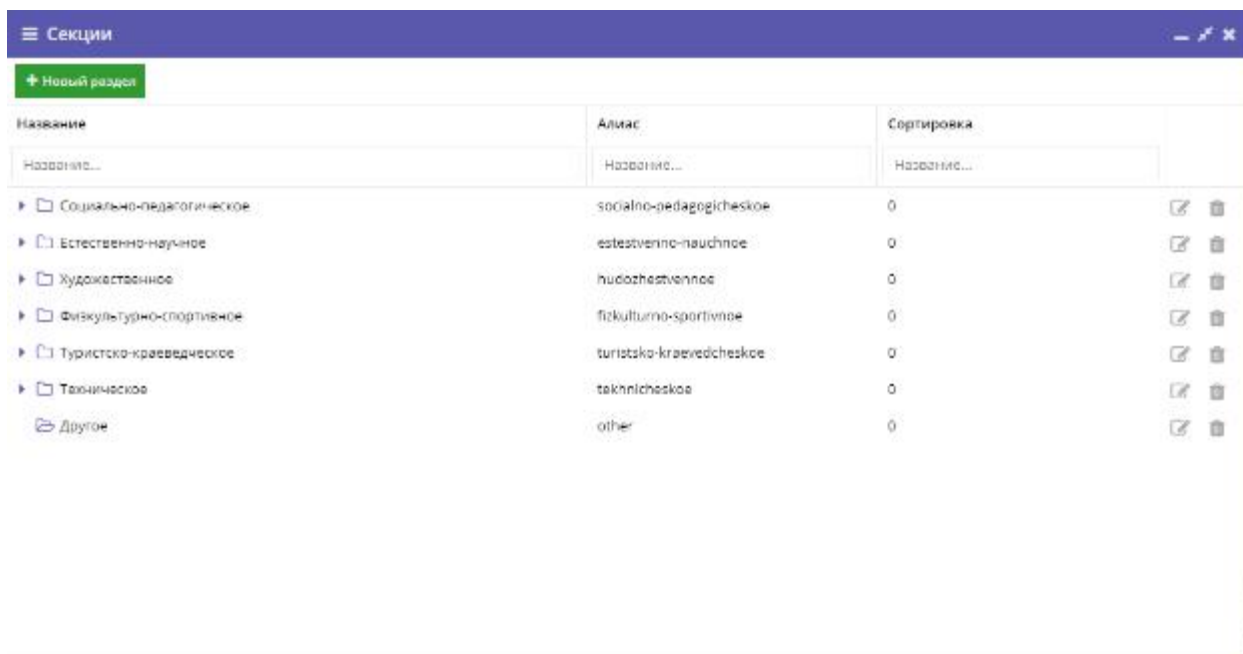 Секции
+ Новый раздел
Название Алиас Сортировка
Название... Название... Название...
Социально-педагогическое socialno-pedagogicheskoe 0
Естественно-научное estestvenno-nauchnoe 0
Художественное hudozhestvennoe 0
Физкультурно-спортивное fizkulturno-sportivnoe 0
Туристско-краеведческое turistsko-kraevedcheskoe 0
Техническое tekhnicheskoe 0
Другое other 0